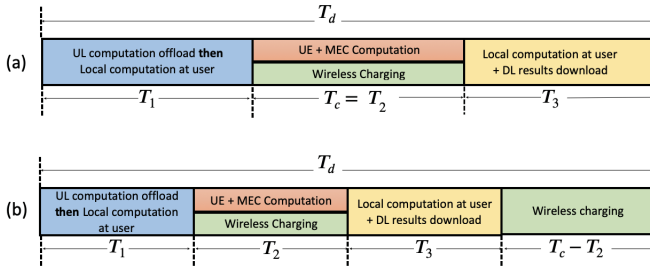 T_d
(a)
UL computation offload then
Local computation at user
UE + MEC Computation
Wireless Charging
Local computation at user
+ DL results download
T_1
T_c = T_2
T_3
T_d
(b)
UL computation offload
then Local computation
at user
UE + MEC Computation
Wireless Charging
Local computation at user
+ DL results download
Wireless charging
T_1
T_2
T_3
T_c − T_2